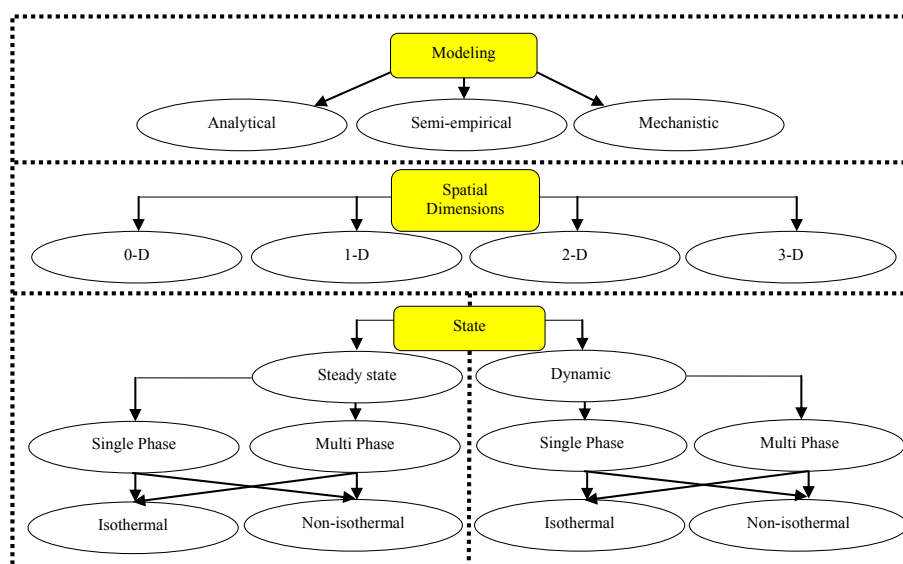 Modeling
Analytical
Semi-empirical
Mechanistic
Spatial
Dimensions
0-D
1-D
2-D
3-D
State
Steady state
Dynamic
Single Phase
Multi Phase
Single Phase
Multi Phase
Isothermal
Non-isothermal
Isothermal
Non-isothermal